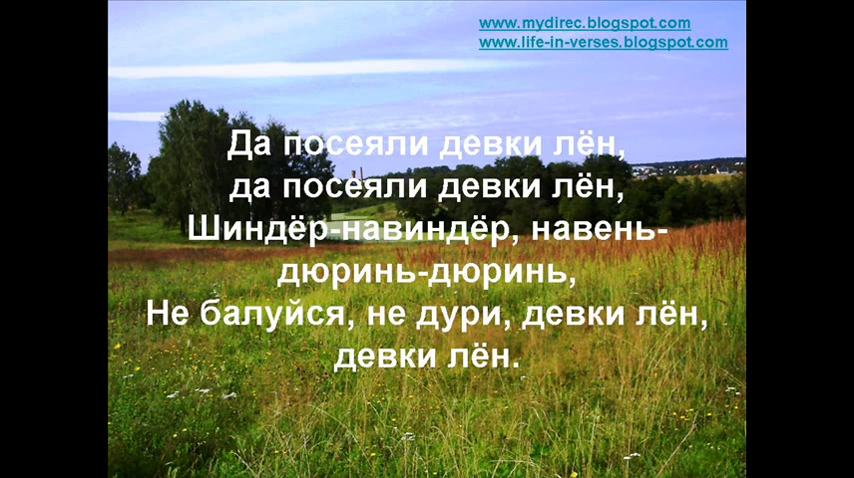 www.mydirec.blogspot.com
www.life-in-verses.blogspot.com
Да посеяли девки лён,
да посеяли девки лён,
Шиндёр-навиндёр, навень-
дюринь-дюринь,
Не балуйся, не дури, девки лён,
девки лён.